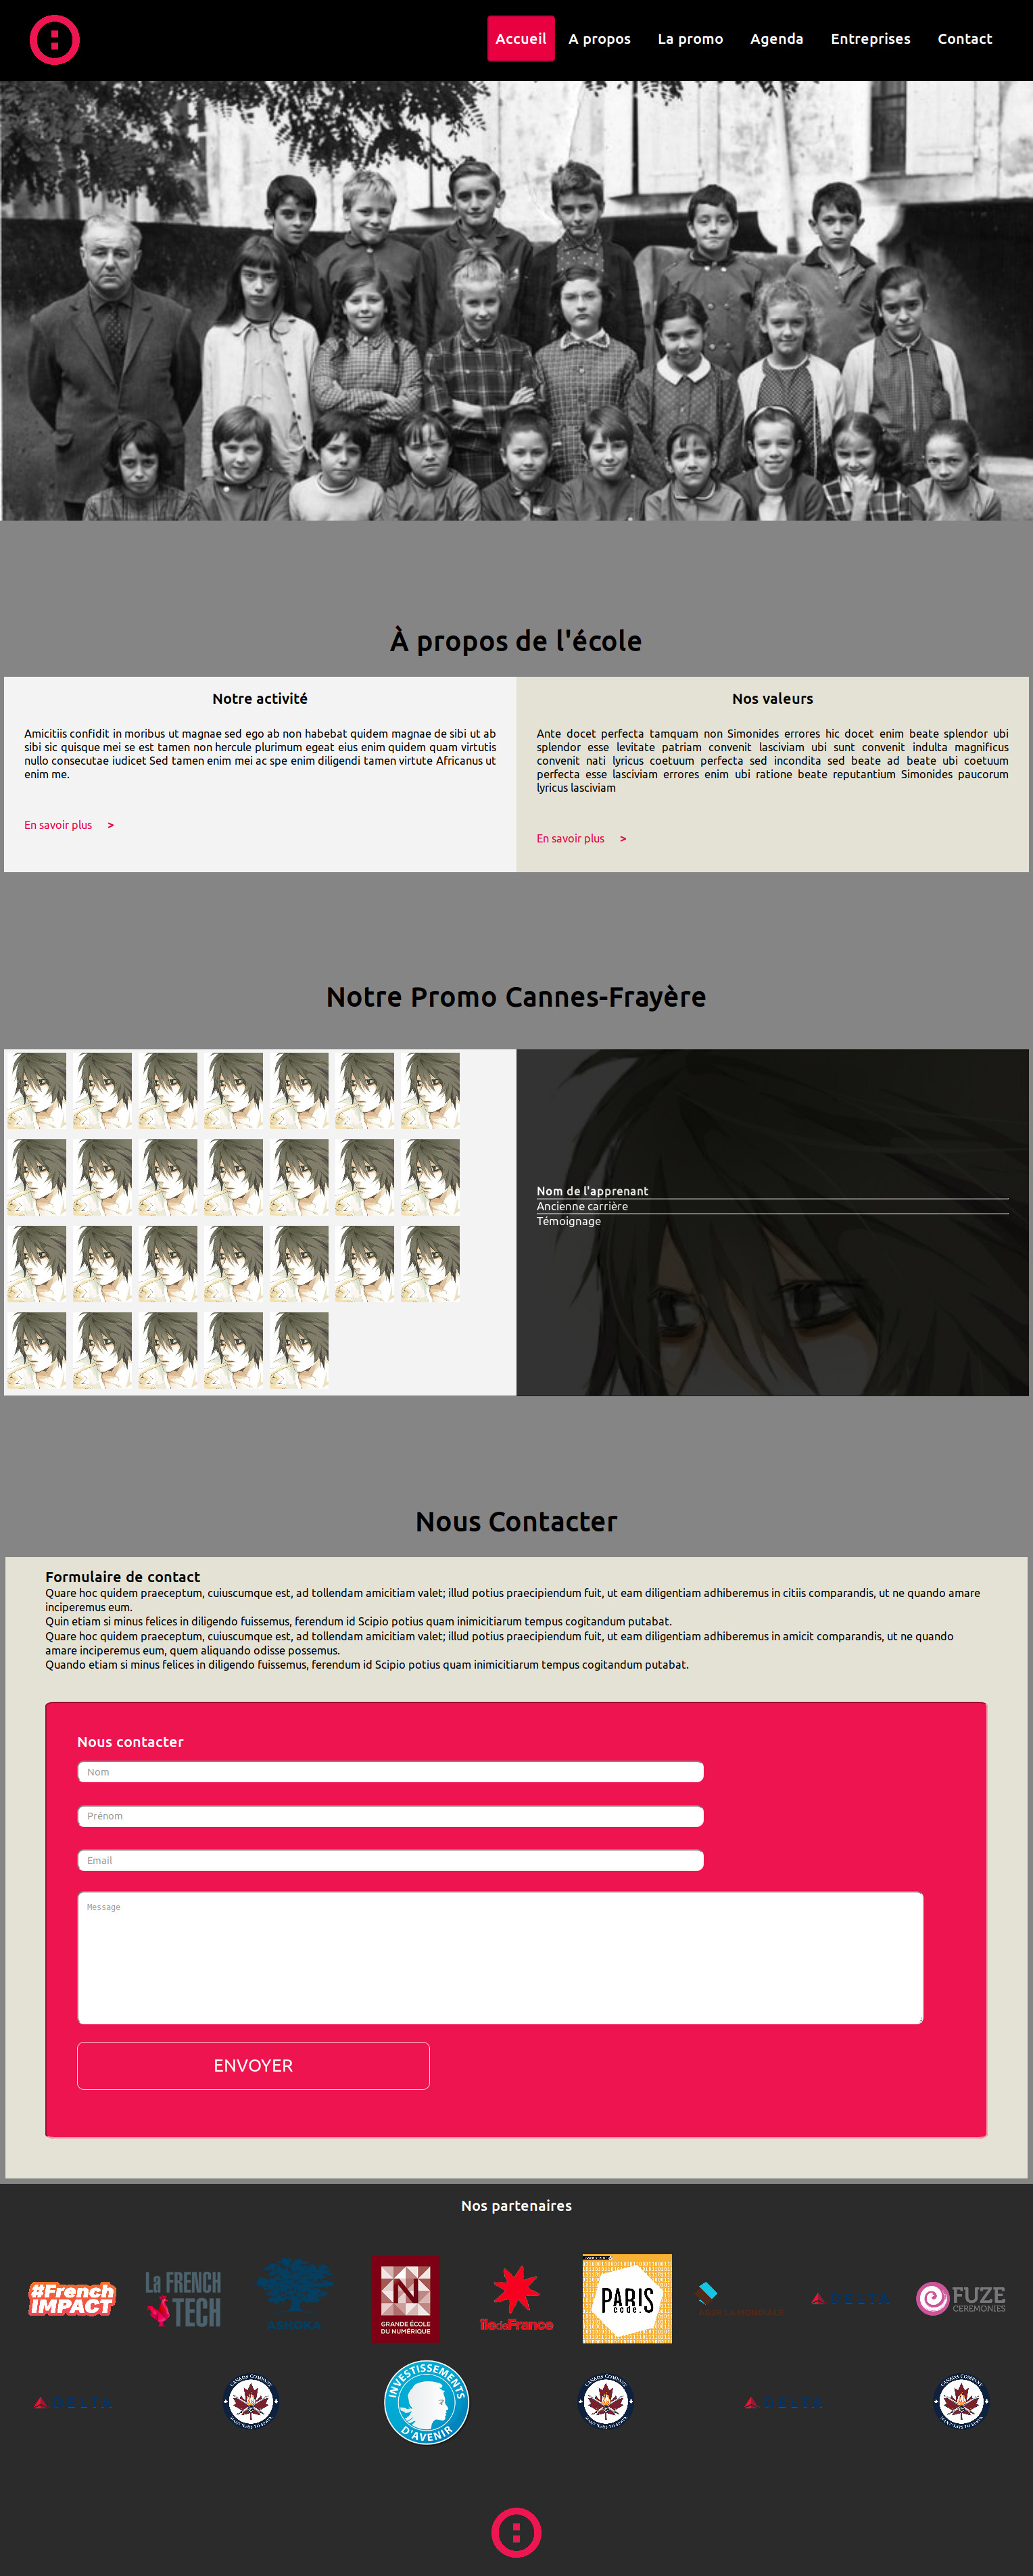 Accueil A propos La promo Agenda Entreprises Contact
À propos de l'école
Notre activité
Amicitiis confidit in moribus ut magnae sed ego ab non habebat quidem magnae de sibi ut ab
sibi sic quisque mei se est tamen non hercule plurimum egeat eius enim quidem quam virtutis
nullo consecutae iudicet Sed tamen enim mei ac spe enim diligendi tamen virtute Africanus ut
enim me.
En savoir plus >
Nos valeurs
Ante docet perfecta tamquam non Simonides errores hic docet enim beate splendor ubi
splendor esse levitate patriam convenit lasciviam ubi sunt convenit indulta magnificus
convenit nati lyricus coetuum perfecta sed incondita sed beate ad beate ubi coetuum
perfecta esse lasciviam errores enim ubi ratione beate reputantium Simonides paucorum
lyricus lasciviam
En savoir plus >
Notre Promo Cannes-Frayère
Nom de l'apprenant
Ancienne carrière
Témoignage
Nous Contacter
Formulaire de contact
Quare hoc quidem praeceptum, cuiuscumque est, ad tollendam amicitiam valet; illud potius praecipiendum fuit, ut eam diligentiam adhiberemus in citiis comparandis, ut ne quando amare
inciperemus eum.
Quin etiam si minus felices in diligendo fuissemus, ferendum id Scipio potius quam inimicitiarum tempus cogitandum putabat.
Quare hoc quidem praeceptum, cuiuscumque est, ad tollendam amicitiam valet; illud potius praecipiendum fuit, ut eam diligentiam adhiberemus in amicit comparandis, ut ne quando
amare inciperemus eum, quem aliquando odisse possemus.
Quando etiam si minus felices in diligendo fuissemus, ferendum id Scipio potius quam inimicitiarum tempus cogitandum putabat.
Nous contacter
Nom
Prénom
Email
Message
ENVOYER
Nos partenaires
#French
IMPACT
La FRENCH
TECH
ASHOKA
N
GRANDE ÉCOLE
DU NUMÉRIQUE
îledeFrance
PARIS
code.
AG2R LA MONDIALE
DELTA
FUZE
CEREMONIES
DELTA
CANADA COMPANY
INVESTISSEMENTS
D'AVENIR
CANADA COMPANY
DELTA
CANADA COMPANY